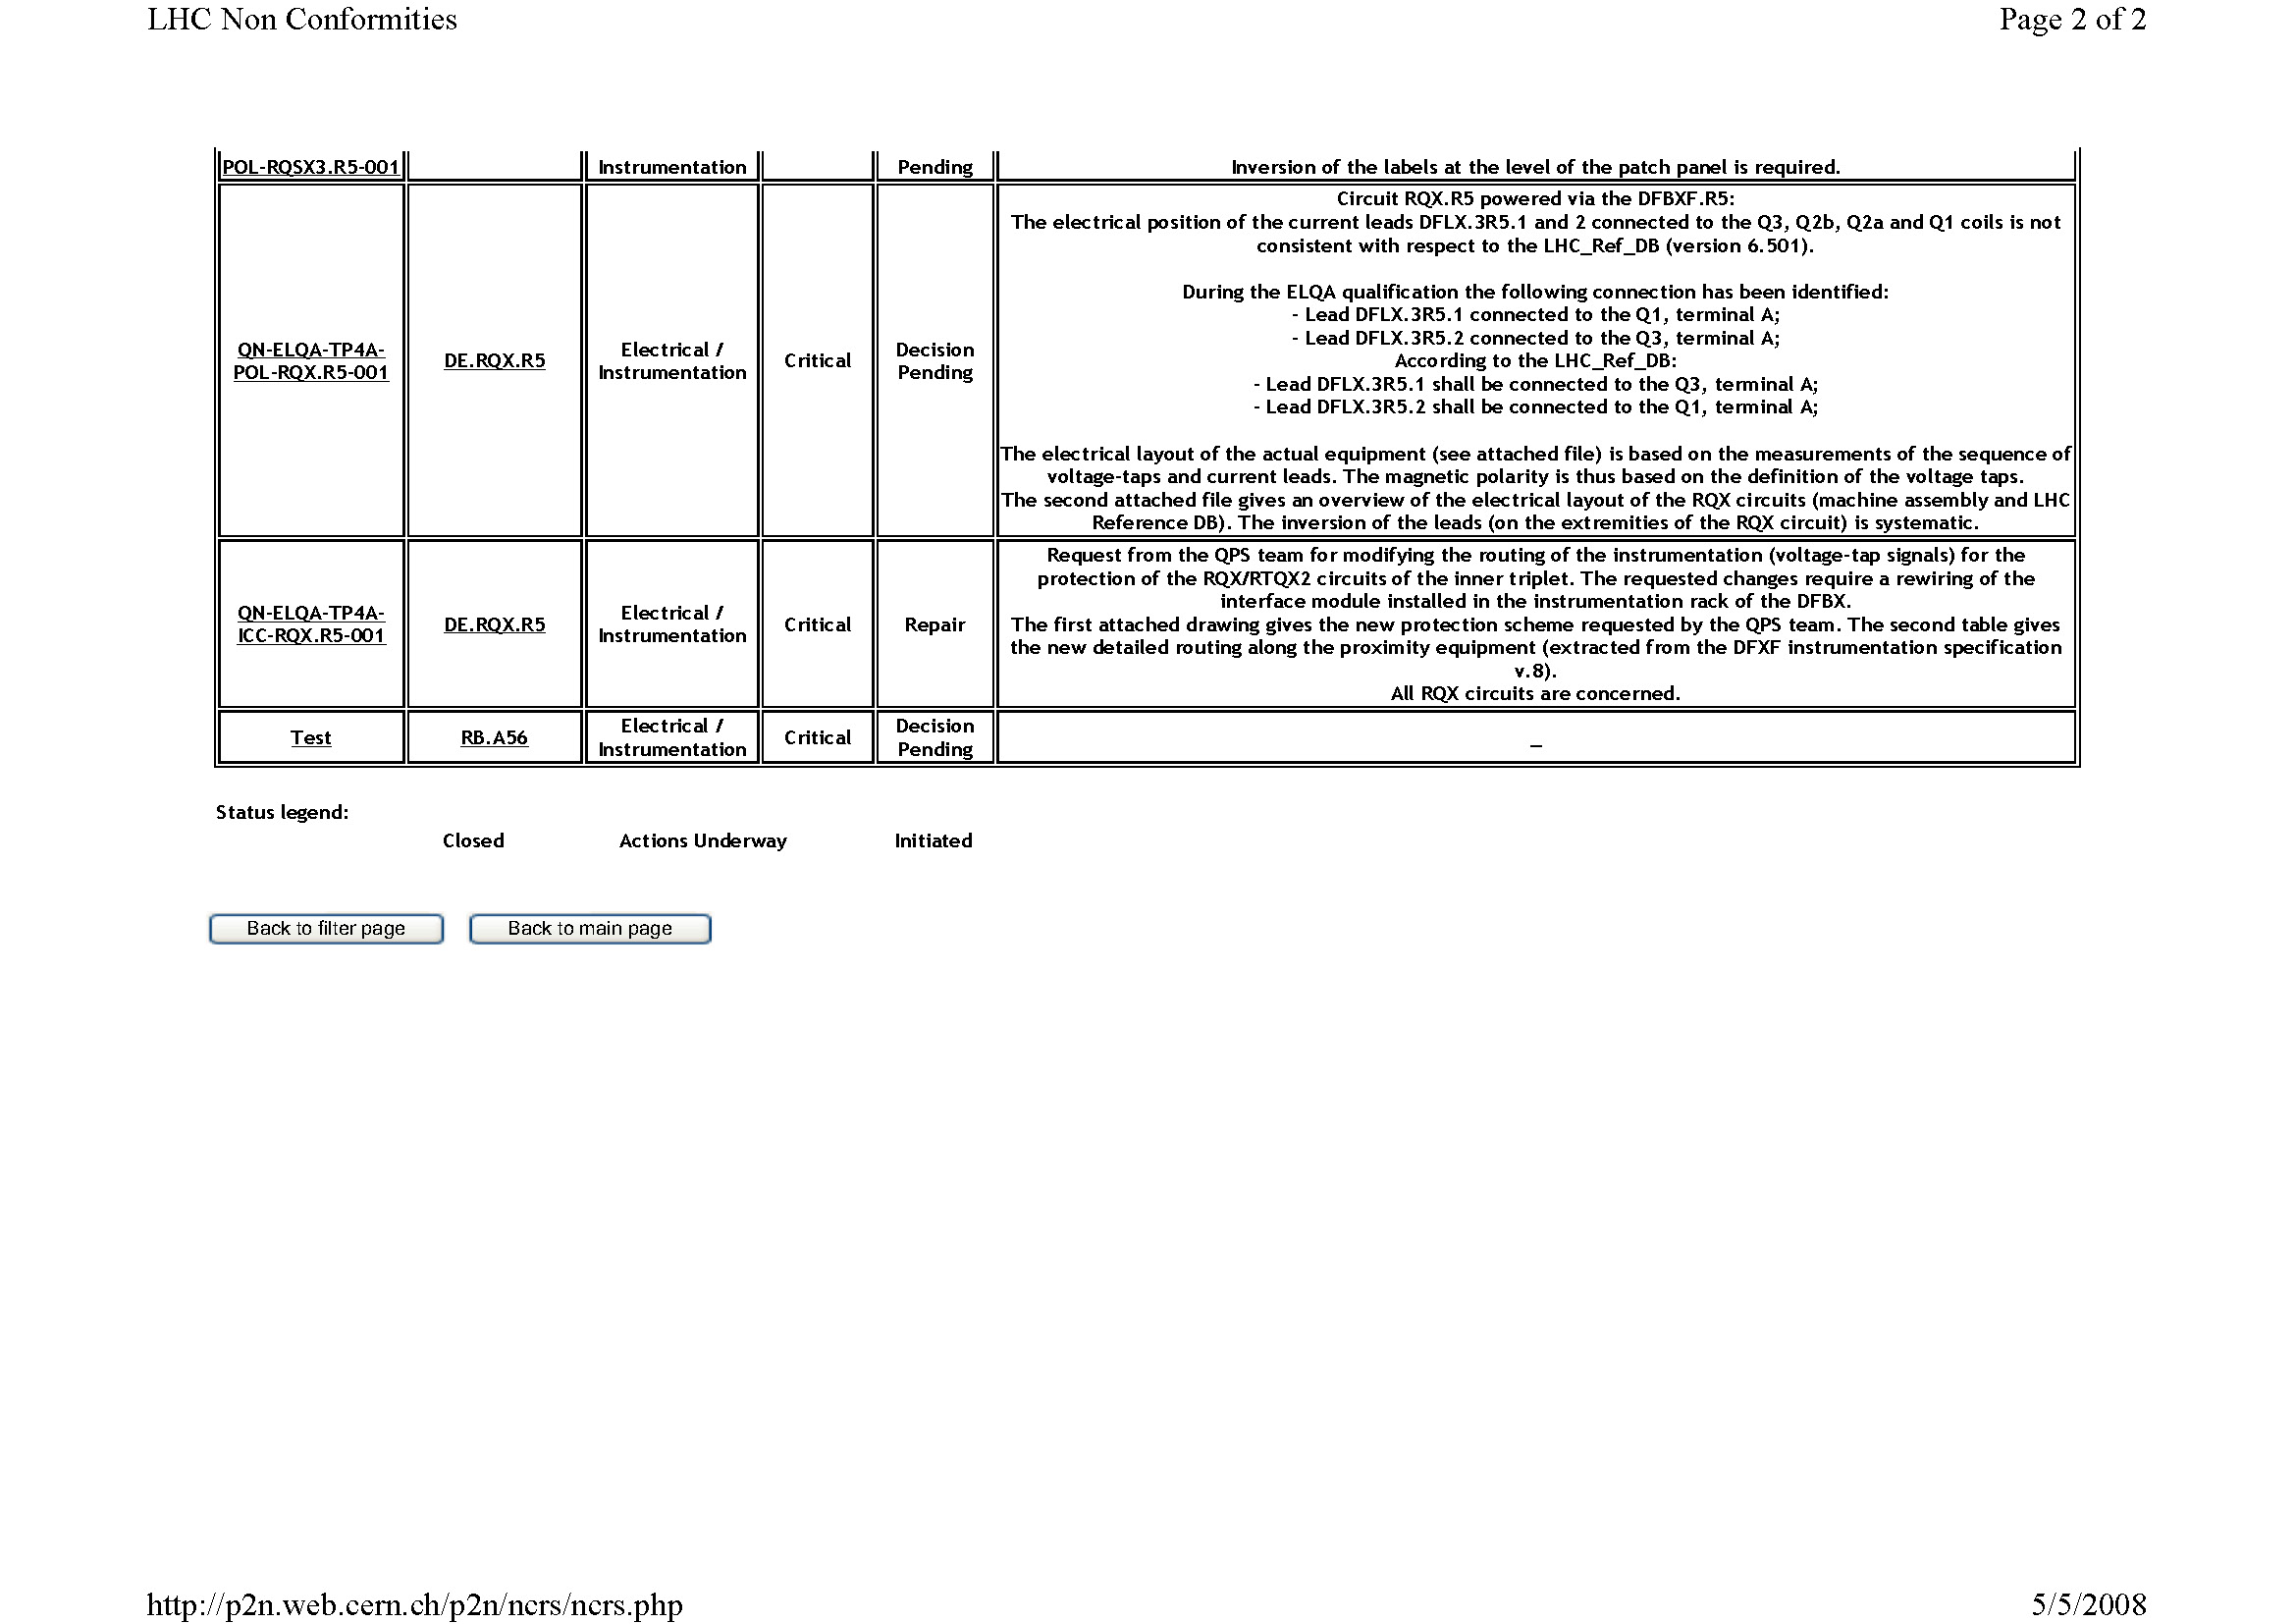 LHC Non Conformities Page 2 of 2
POL-RQSX3.R5-001 Instrumentation Pending Inversion of the labels at the level of the patch panel is required.
QN-ELQA-TP4A-
POL-RQX.R5-001
DE.RQX.R5
Electrical /
Instrumentation
Critical
Decision
Pending
Circuit RQX.R5 powered via the DFBXF.R5:
The electrical position of the current leads DFLX.3R5.1 and 2 connected to the Q3, Q2b, Q2a and Q1 coils is not
consistent with respect to the LHC_Ref_DB (version 6.501).
During the ELQA qualification the following connection has been identified:
- Lead DFLX.3R5.1 connected to the Q1, terminal A;
- Lead DFLX.3R5.2 connected to the Q3, terminal A;
According to the LHC_Ref_DB:
- Lead DFLX.3R5.1 shall be connected to the Q3, terminal A;
- Lead DFLX.3R5.2 shall be connected to the Q1, terminal A;
The electrical layout of the actual equipment (see attached file) is based on the measurements of the sequence of
voltage-taps and current leads. The magnetic polarity is thus based on the definition of the voltage taps.
The second attached file gives an overview of the electrical layout of the RQX circuits (machine assembly and LHC
Reference DB). The inversion of the leads (on the extremities of the RQX circuit) is systematic.
QN-ELQA-TP4A-
ICC-RQX.R5-001
DE.RQX.R5
Electrical /
Instrumentation
Critical
Repair
Request from the QPS team for modifying the routing of the instrumentation (voltage-tap signals) for the
protection of the RQX/RTQX2 circuits of the inner triplet. The requested changes require a rewiring of the
interface module installed in the instrumentation rack of the DFBX.
The first attached drawing gives the new protection scheme requested by the QPS team. The second table gives
the new detailed routing along the proximity equipment (extracted from the DFXF instrumentation specification
v.8).
All RQX circuits are concerned.
Test
RB.A56
Electrical /
Instrumentation
Critical
Decision
Pending
_
Status legend:
Closed Actions Underway Initiated
Back to filter page Back to main page
http://p2n.web.cern.ch/p2n/ncrs/ncrs.php 5/5/2008